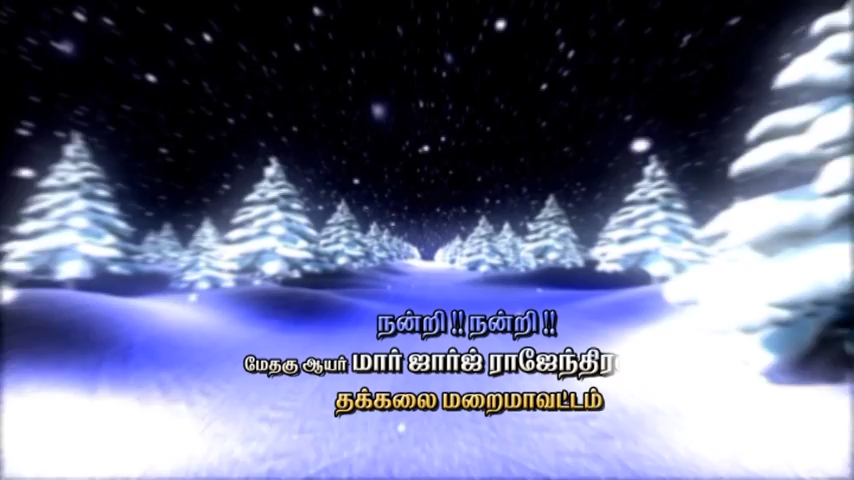 நன்றி !! நன்றி !!
மேதகு ஆயர் மார் ஜார்ஜ்
தக்கலை மறைமாவட்டம்